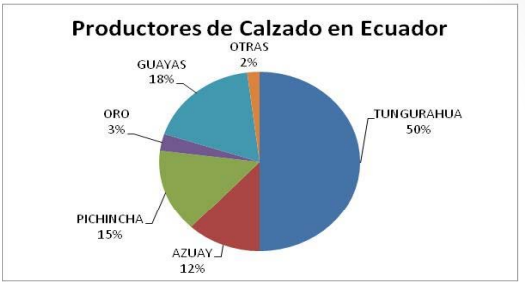 Productores de Calzado en Ecuador
OTRAS
2%
GUAYAS
18%
TUNGURAHUA
50%
ORO
3%
PICHINCHA
15%
AZUAY
12%